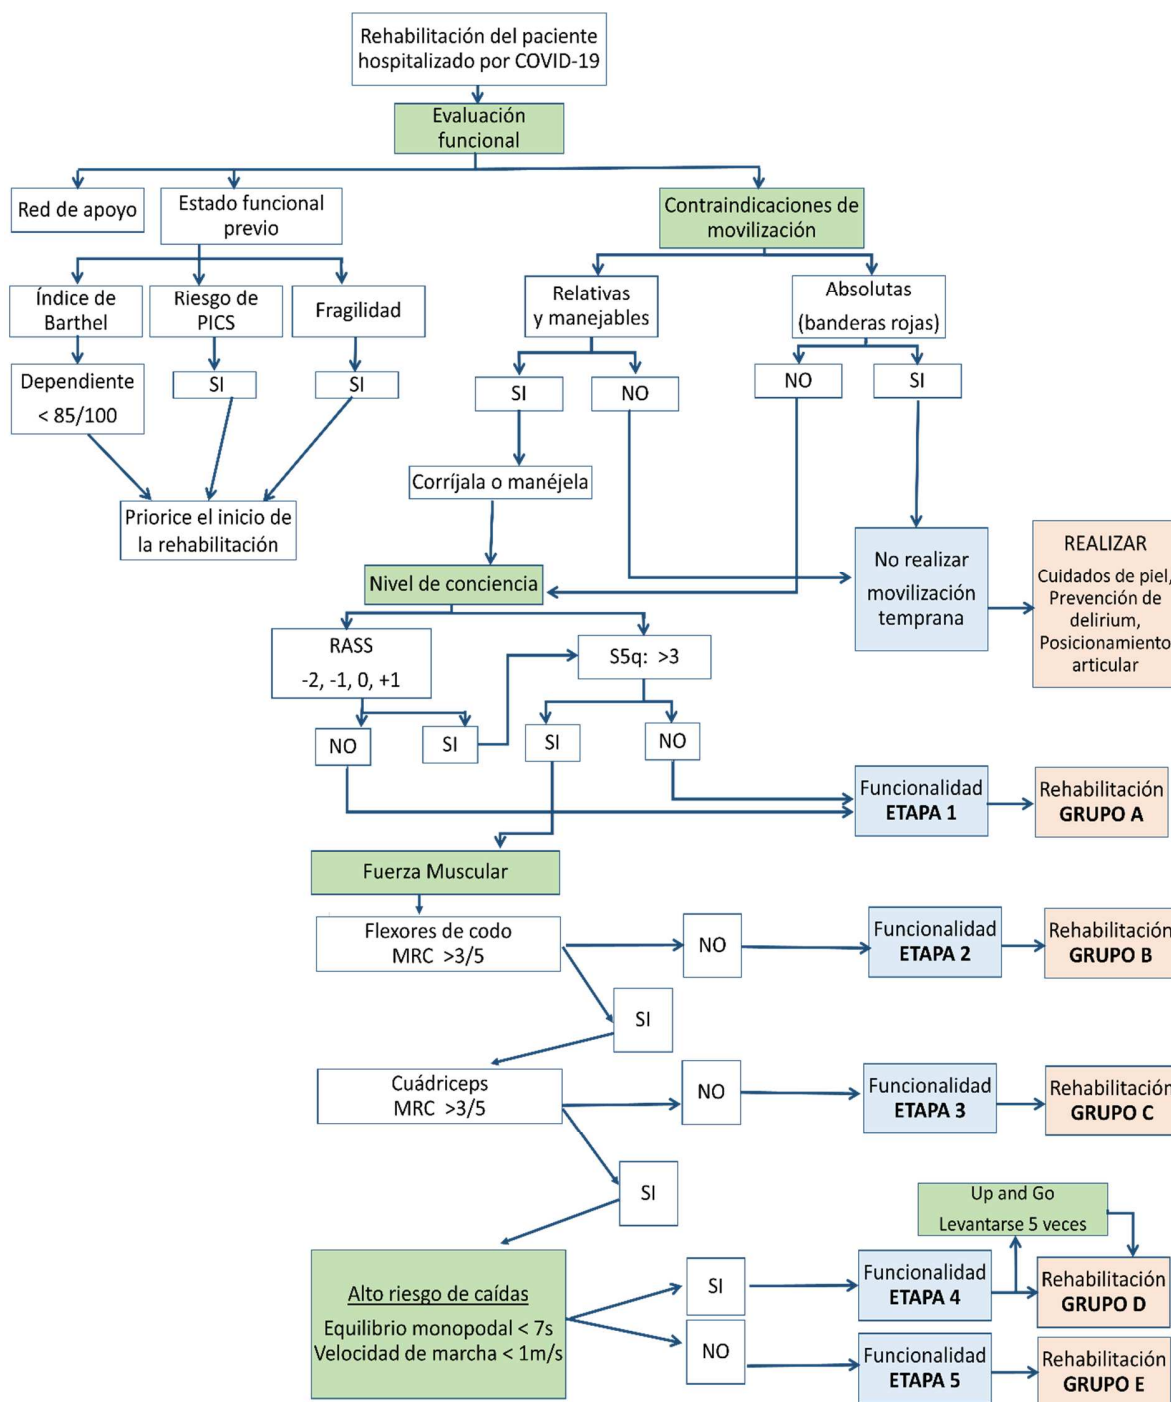 Rehabilitación del paciente
hospitalizado por COVID-19
Evaluación
funcional
Red de apoyo
Estado funcional
previo
Contraindicaciones de
movilización
Índice de
Barthel
Riesgo de
PICS
Fragilidad
Relativas
y manejables
Absolutas
(banderas rojas)
Dependiente
< 85/100
SI
SI
SI
NO
NO
SI
Corríjala o manéjela
Priorice el inicio de
la rehabilitación
No realizar
movilización
temprana
REALIZAR
Cuidados de piel,
Prevención de
delirium,
Posicionamiento
articular
Nivel de conciencia
RASS
-2, -1, 0, +1
S5q: >3
NO
SI
SI
NO
Funcionalidad
ETAPA 1
Rehabilitación
GRUPO A
Fuerza Muscular
Flexores de codo
MRC >3/5
NO
Funcionalidad
ETAPA 2
Rehabilitación
GRUPO B
SI
Cuádriceps
MRC >3/5
NO
Funcionalidad
ETAPA 3
Rehabilitación
GRUPO C
SI
Up and Go
Levantarse 5 veces
Alto riesgo de caídas
Equilibrio monopodal < 7s
Velocidad de marcha < 1m/s
SI
Funcionalidad
ETAPA 4
Rehabilitación
GRUPO D
NO
Funcionalidad
ETAPA 5
Rehabilitación
GRUPO E